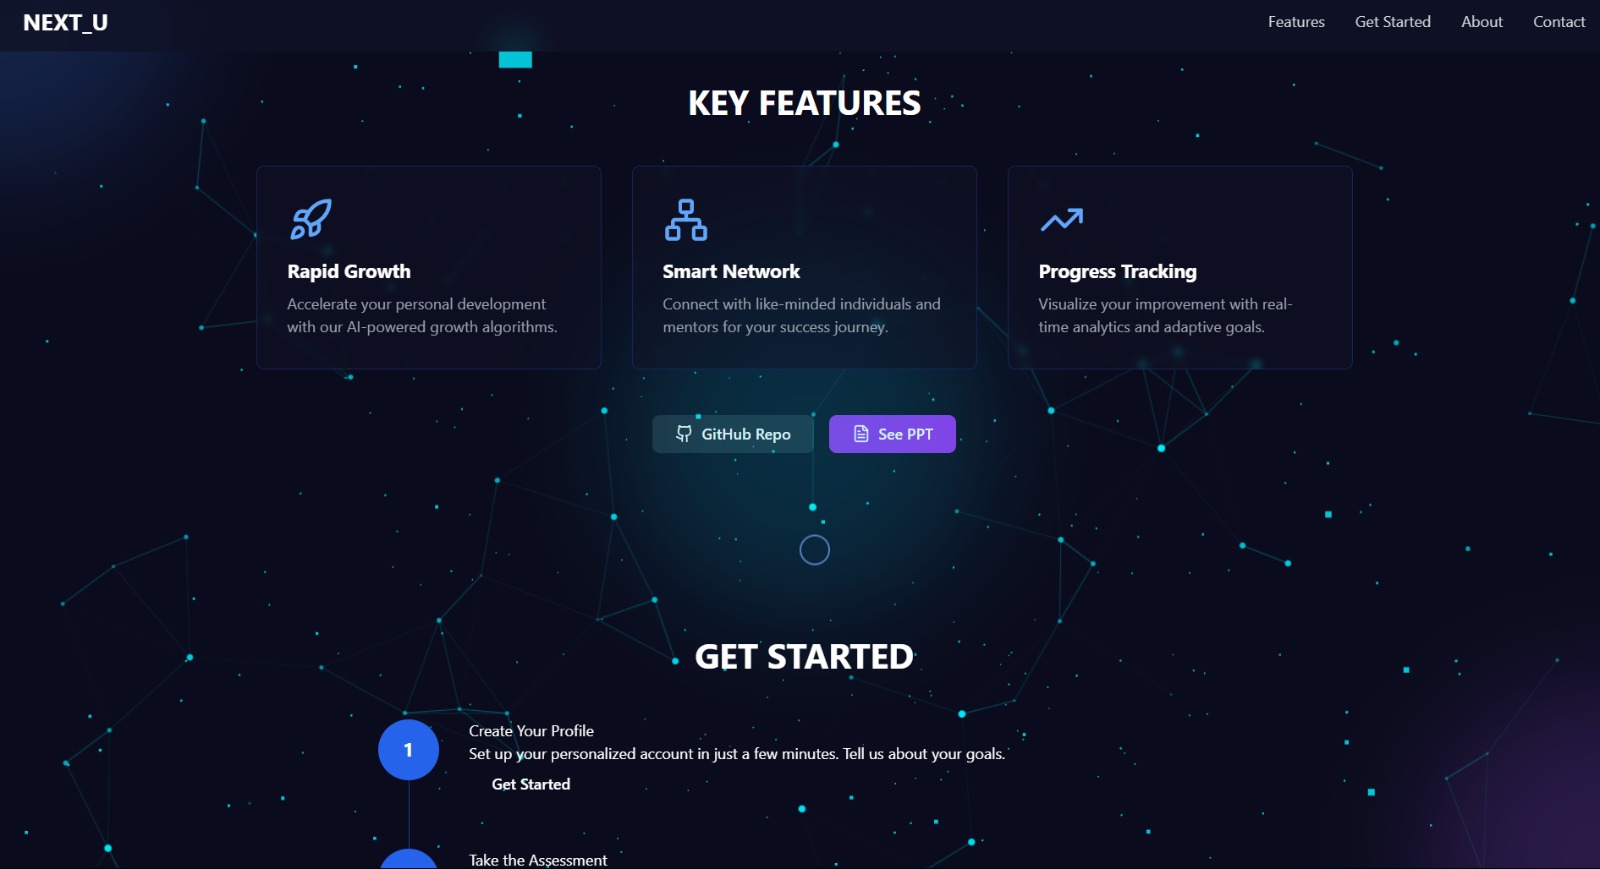 NEXT_U
Features
Get Started
About
Contact
KEY FEATURES
Rapid Growth
Accelerate your personal development
with our AI-powered growth algorithms.
Smart Network
Connect with like-minded individuals and
mentors for your success journey.
Progress Tracking
Visualize your improvement with real-
time analytics and adaptive goals.
GitHub Repo
See PPT
GET STARTED
1
Create Your Profile
Set up your personalized account in just a few minutes. Tell us about your goals.
Get Started
Take the Assessment